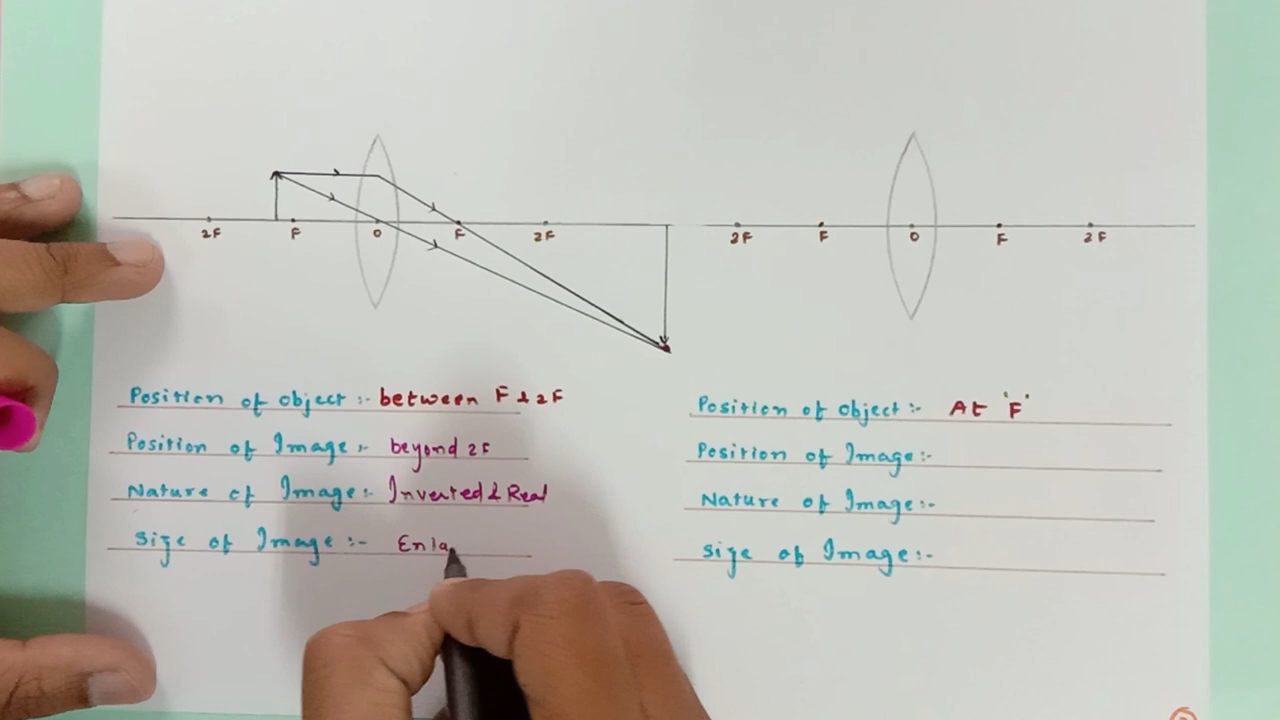 2F F O F 2F
2F F O F 2F
Position of object :- between F & 2F
Position of Image :- beyond 2F
Nature of Image :- Inverted & Real
Size of Image :- Enla
Position of object :- At 'F'
Position of Image :-
Nature of Image :-
Size of Image :-